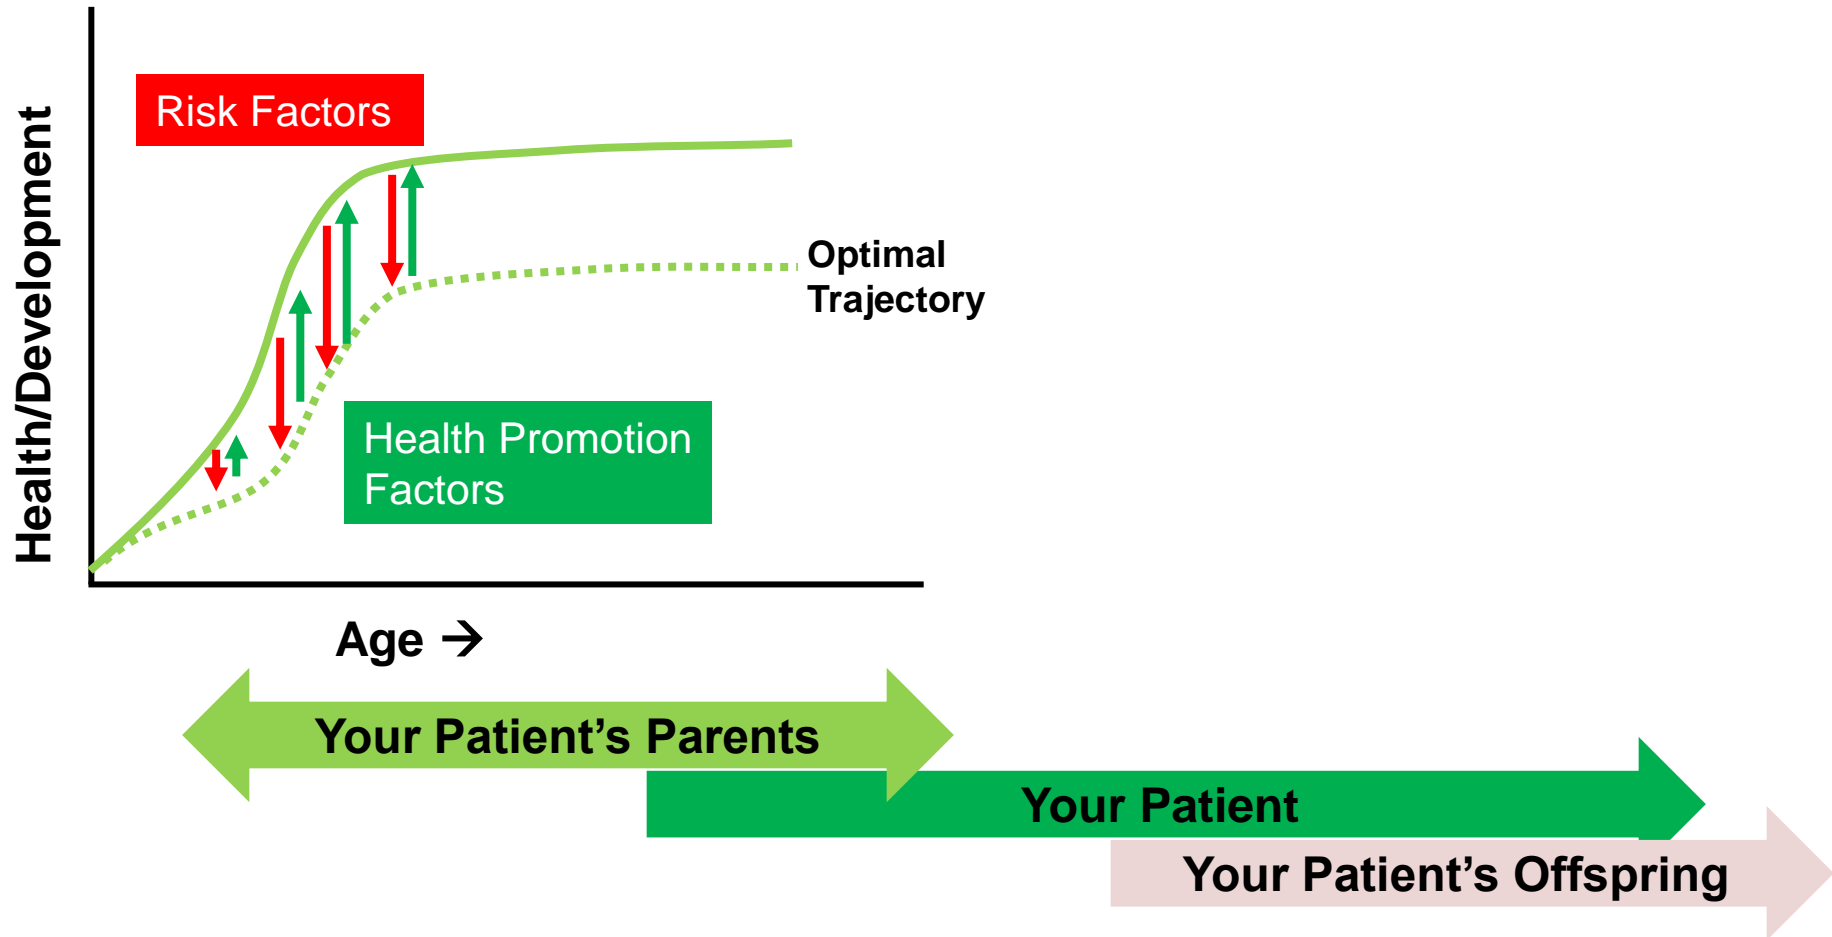 Health/Development
Risk Factors
Optimal
Trajectory
Health Promotion
Factors
Age →
Your Patient’s Parents
Your Patient
Your Patient’s Offspring